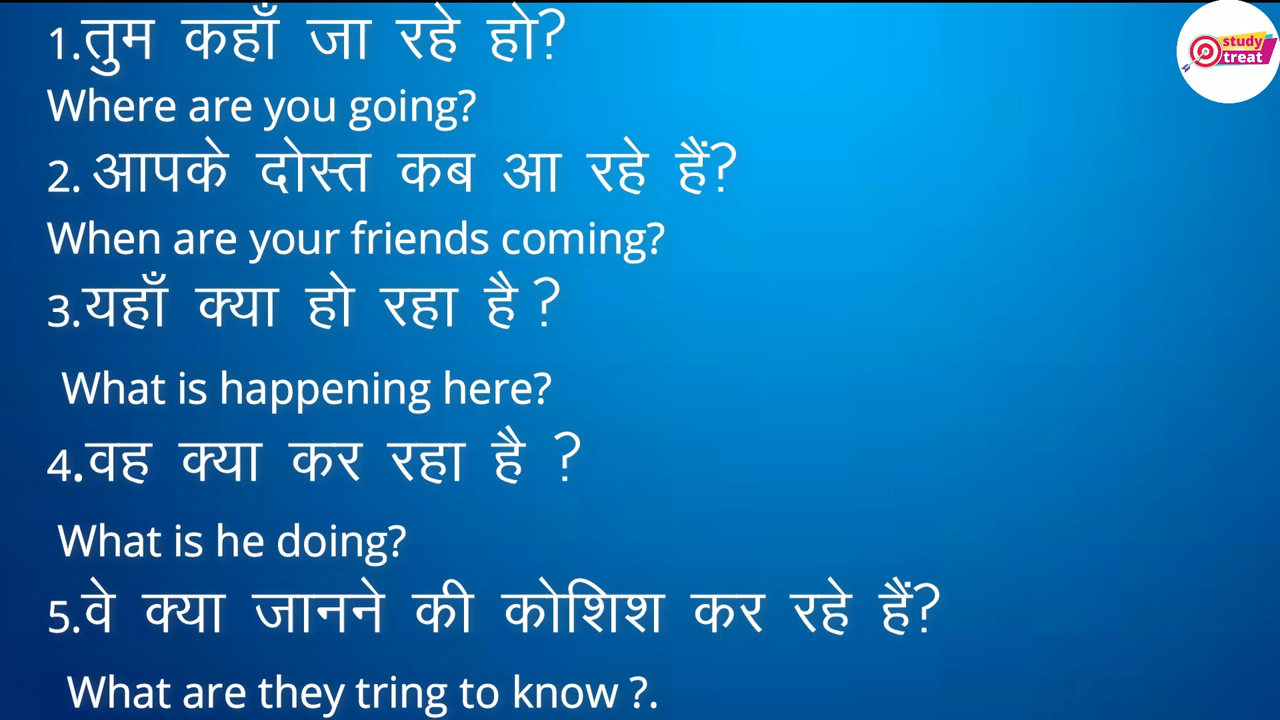 1.तुम कहाँ जा रहे हो?
study
treat
Where are you going?
2. आपके दोस्त कब आ रहे हैं?
When are your friends coming?
3.यहाँ क्या हो रहा है ?
What is happening here?
4.वह क्या कर रहा है ?
What is he doing?
5.वे क्या जानने की कोशिश कर रहे हैं?
What are they tring to know ?.